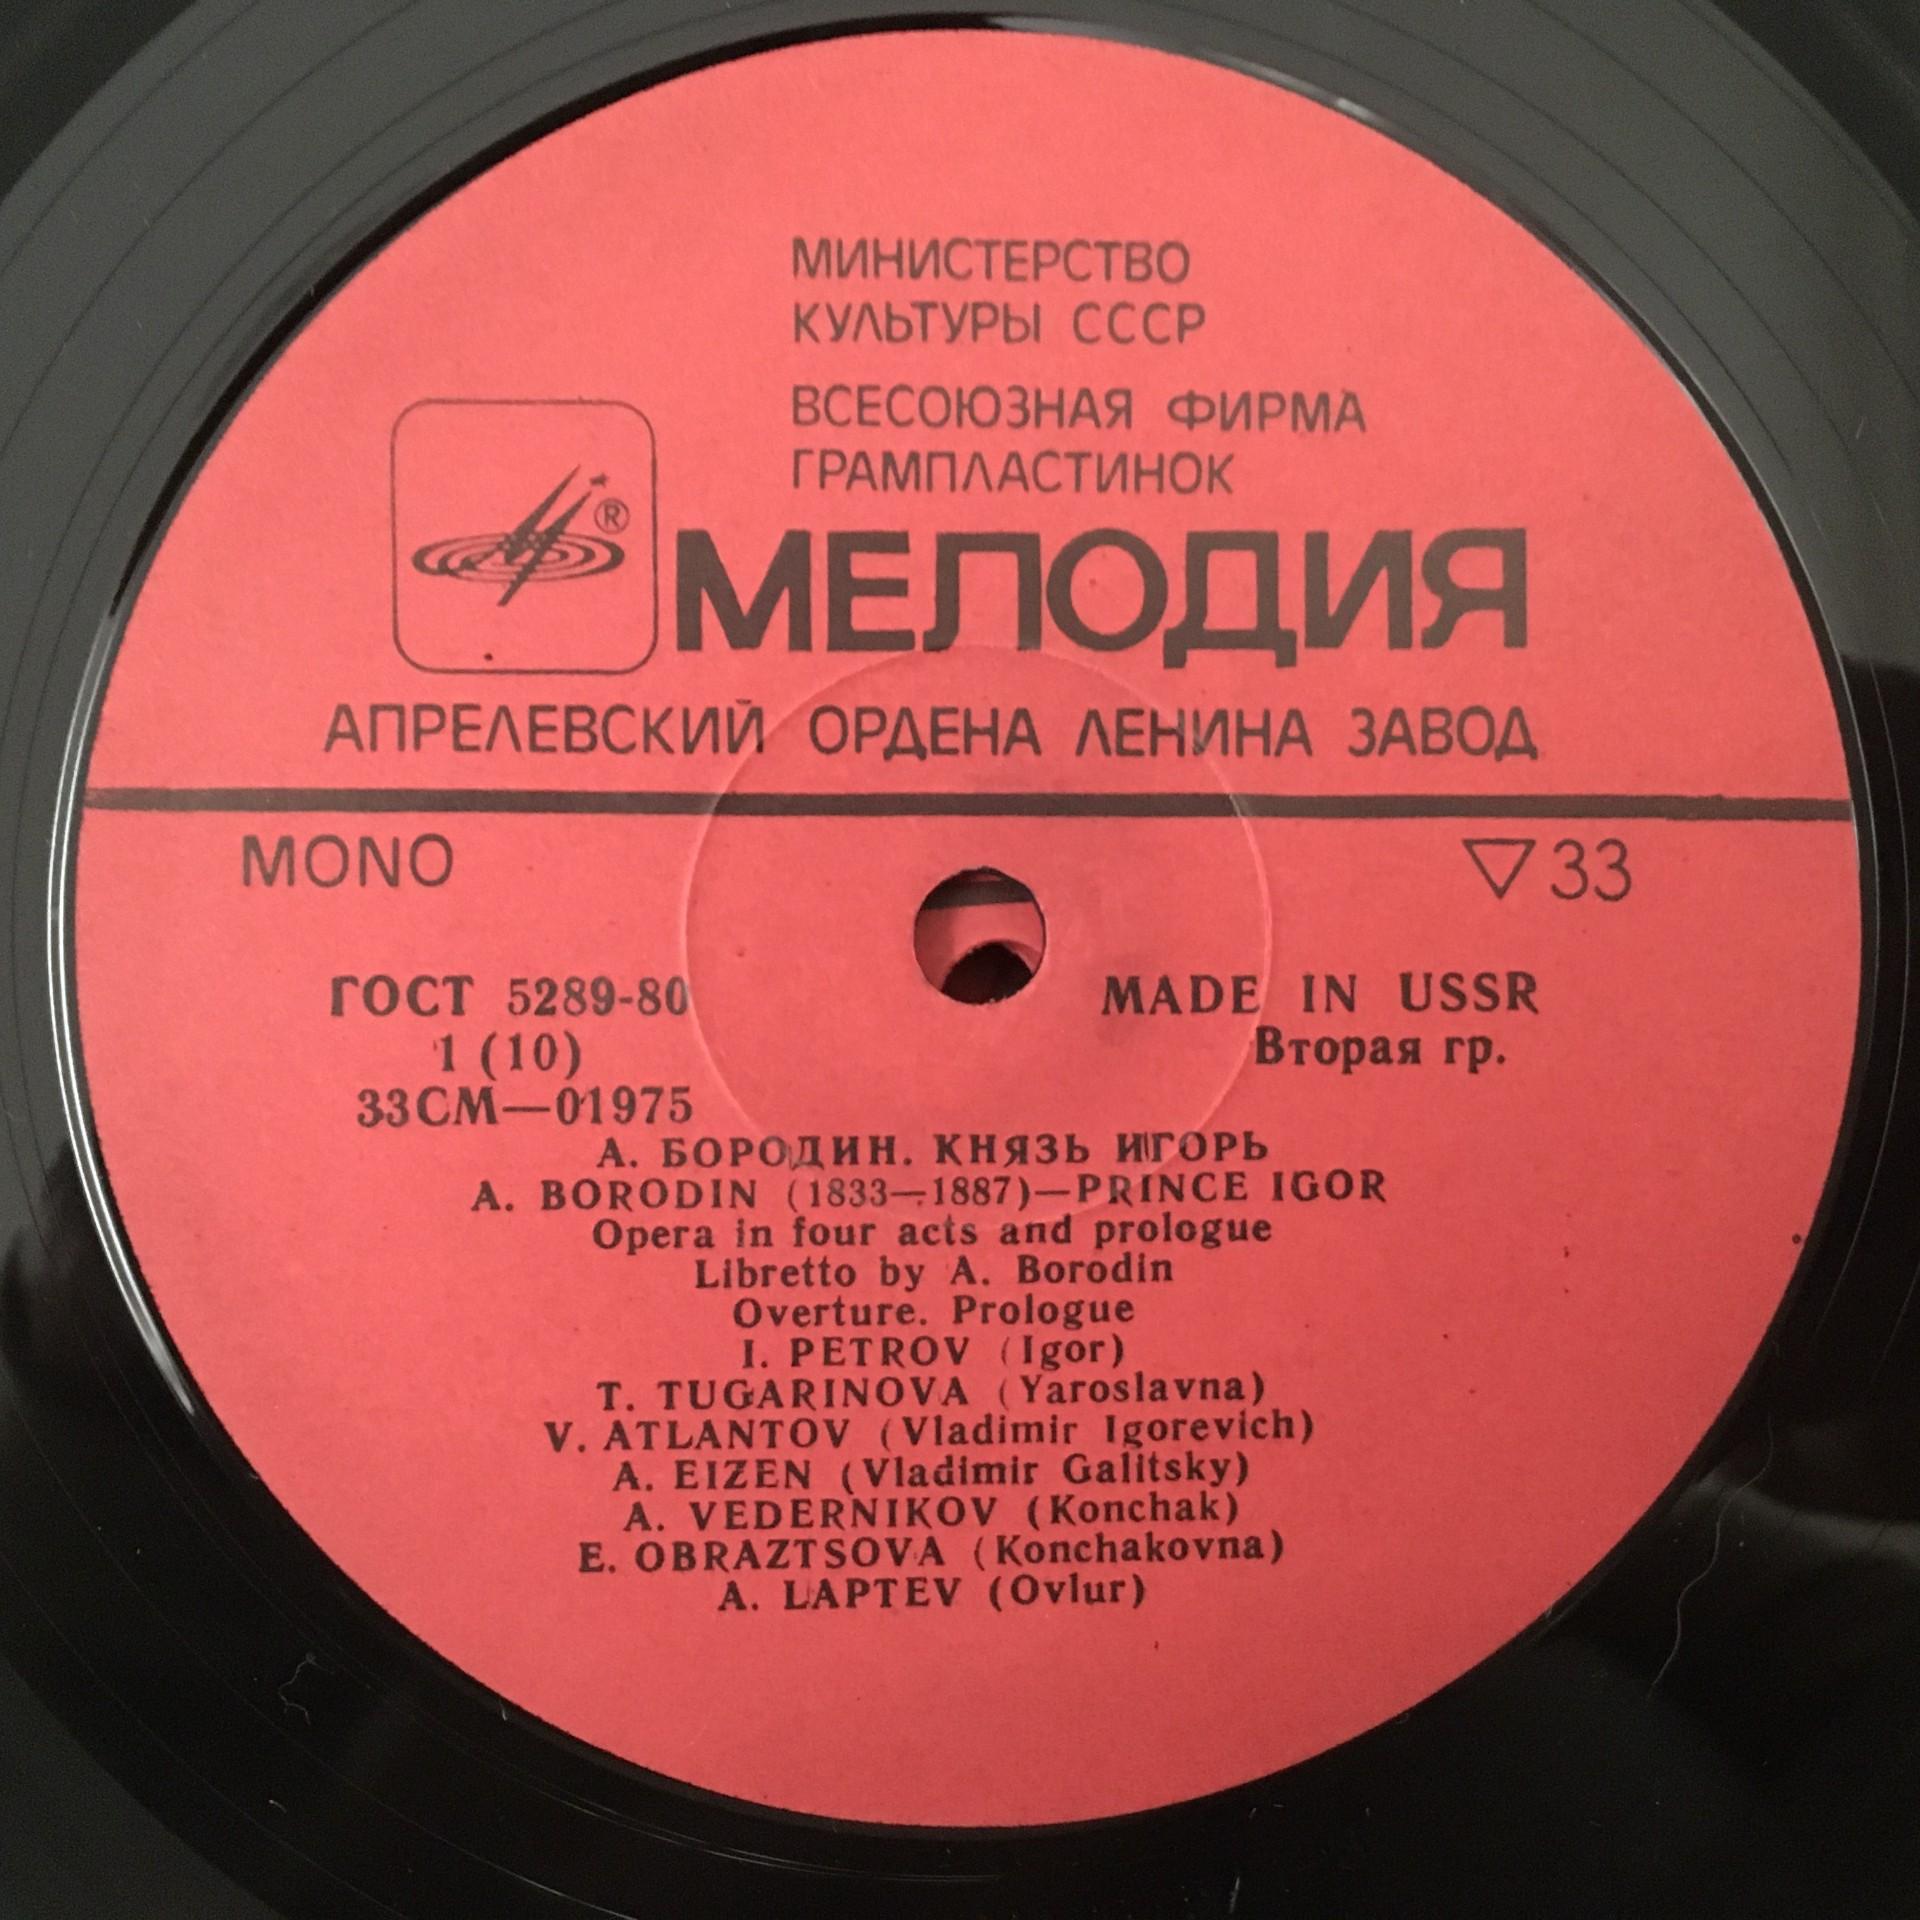 МИНИСТЕРСТВО
КУЛЬТУРЫ СССР
ВСЕСОЮЗНАЯ ФИРМА
ГРАМПЛАСТИНОК
®
МЕЛОДИЯ
АПРЕЛЕВСКИЙ ОРДЕНА ЛЕНИНА ЗАВОД
MONO ▽33
ГОСТ 5289-80 MADE IN USSR
1 (10) Вторая гр.
33СМ—01975
А. БОРОДИН. КНЯЗЬ ИГОРЬ
A. BORODIN (1833—1887)—PRINCE IGOR
Opera in four acts and prologue
Libretto by A. Borodin
Overture. Prologue
I. PETROV (Igor)
T. TUGARINOVA (Yaroslavna)
V. ATLANTOV (Vladimir Igorevich)
A. EIZEN (Vladimir Galitsky)
A. VEDERNIKOV (Konchak)
E. OBRAZTSOVA (Konchakovna)
A. LAPTEV (Ovlur)